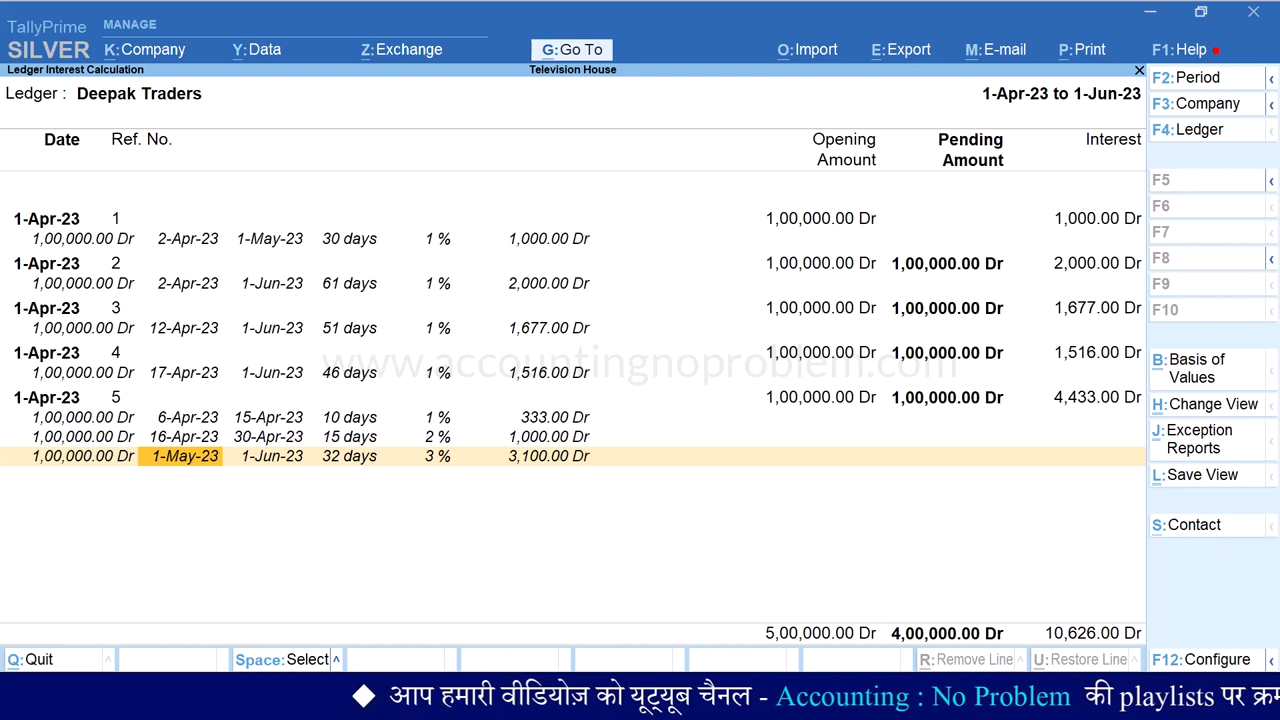 TallyPrime MANAGE
SILVER K:Company Y:Data Z:Exchange G:Go To O:Import E:Export M:E-mail P:Print F1:Help
Ledger Interest Calculation Television House
Ledger : Deepak Traders 1-Apr-23 to 1-Jun-23
Date Ref. No. Opening Amount Pending Amount Interest
1-Apr-23 1 1,00,000.00 Dr 1,000.00 Dr
1,00,000.00 Dr 2-Apr-23 1-May-23 30 days 1 % 1,000.00 Dr
1-Apr-23 2 1,00,000.00 Dr 1,00,000.00 Dr 2,000.00 Dr
1,00,000.00 Dr 2-Apr-23 1-Jun-23 61 days 1 % 2,000.00 Dr
1-Apr-23 3 1,00,000.00 Dr 1,00,000.00 Dr 1,677.00 Dr
1,00,000.00 Dr 12-Apr-23 1-Jun-23 51 days 1 % 1,677.00 Dr
1-Apr-23 4 1,00,000.00 Dr 1,00,000.00 Dr 1,516.00 Dr
www.accountingnoproblem.com
1,00,000.00 Dr 17-Apr-23 1-Jun-23 46 days 1 % 1,516.00 Dr
1-Apr-23 5 1,00,000.00 Dr 1,00,000.00 Dr 4,433.00 Dr
1,00,000.00 Dr 6-Apr-23 15-Apr-23 10 days 1 % 333.00 Dr
1,00,000.00 Dr 16-Apr-23 30-Apr-23 15 days 2 % 1,000.00 Dr
1,00,000.00 Dr 1-May-23 1-Jun-23 32 days 3 % 3,100.00 Dr
5,00,000.00 Dr 4,00,000.00 Dr 10,626.00 Dr
F2:Period
F3:Company
F4:Ledger
F5
F6
F7
F8
F9
F10
B:Basis of
Values
H:Change View
J:Exception
Reports
L:Save View
S:Contact
Q:Quit Space:Select R:Remove Line U:Restore Line F12:Configure
◆ आप हमारी वीडियोज़ को यूट्यूब चैनल - Accounting : No Problem की playlists पर क्रम